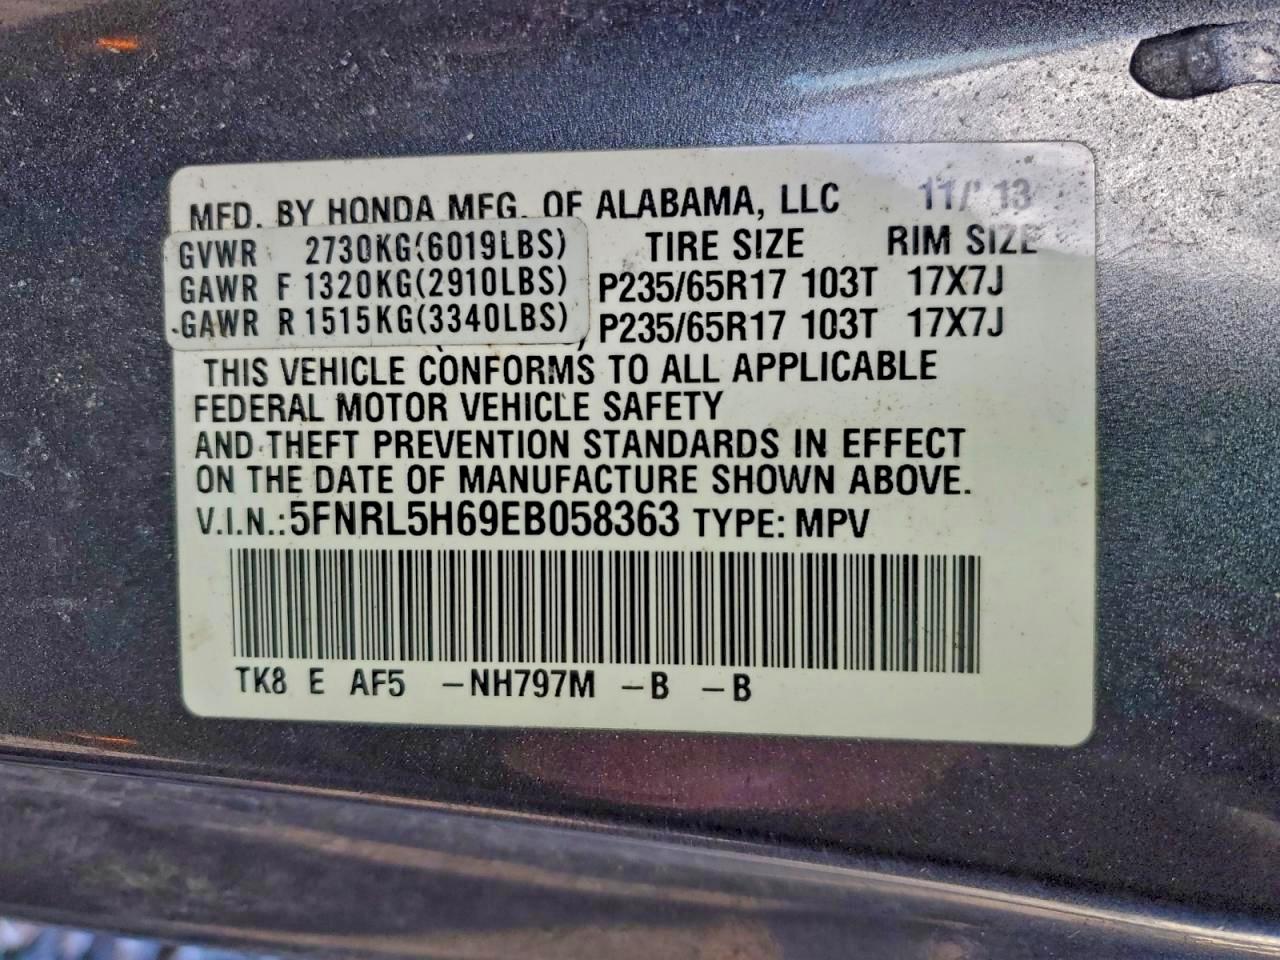 MFD. BY HONDA MFG. OF ALABAMA, LLC 11/'13
GVWR 2730KG(6019LBS) TIRE SIZE RIM SIZE
GAWR F 1320KG(2910LBS) P235/65R17 103T 17X7J
GAWR R 1515KG(3340LBS) P235/65R17 103T 17X7J
THIS VEHICLE CONFORMS TO ALL APPLICABLE
FEDERAL MOTOR VEHICLE SAFETY
AND THEFT PREVENTION STANDARDS IN EFFECT
ON THE DATE OF MANUFACTURE SHOWN ABOVE.
V.I.N.:5FNRL5H69EB058363 TYPE: MPV
TK8 E AF5 -NH797M -B -B